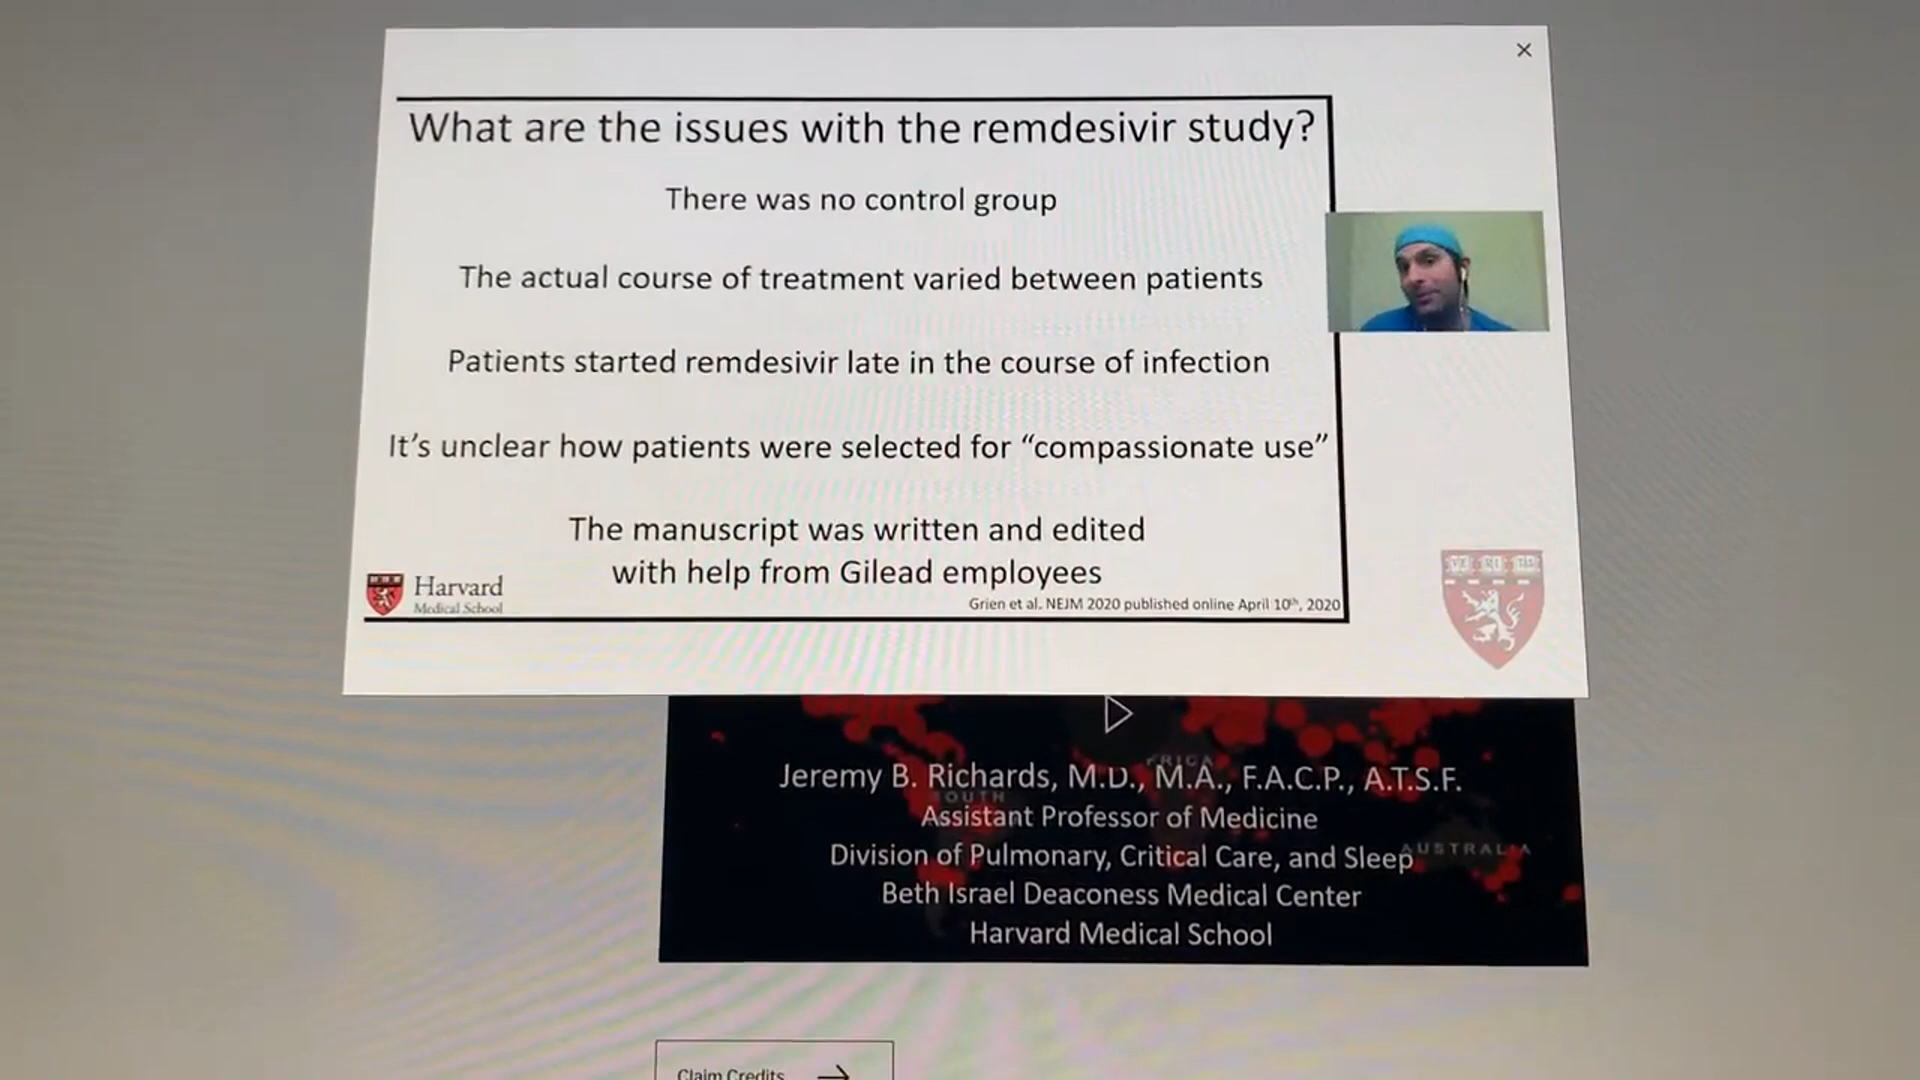 What are the issues with the remdesivir study?
There was no control group
The actual course of treatment varied between patients
Patients started remdesivir late in the course of infection
It's unclear how patients were selected for “compassionate use”
The manuscript was written and edited
with help from Gilead employees
Harvard
Medical School
Grien et al. NEJM 2020 published online April 10th, 2020
VE RI TAS
Jeremy B. Richards, M.D., M.A., F.A.C.P., A.T.S.F.
Assistant Professor of Medicine
Division of Pulmonary, Critical Care, and Sleep
AUSTRALIA
Beth Israel Deaconess Medical Center
Harvard Medical School
Claim Credits